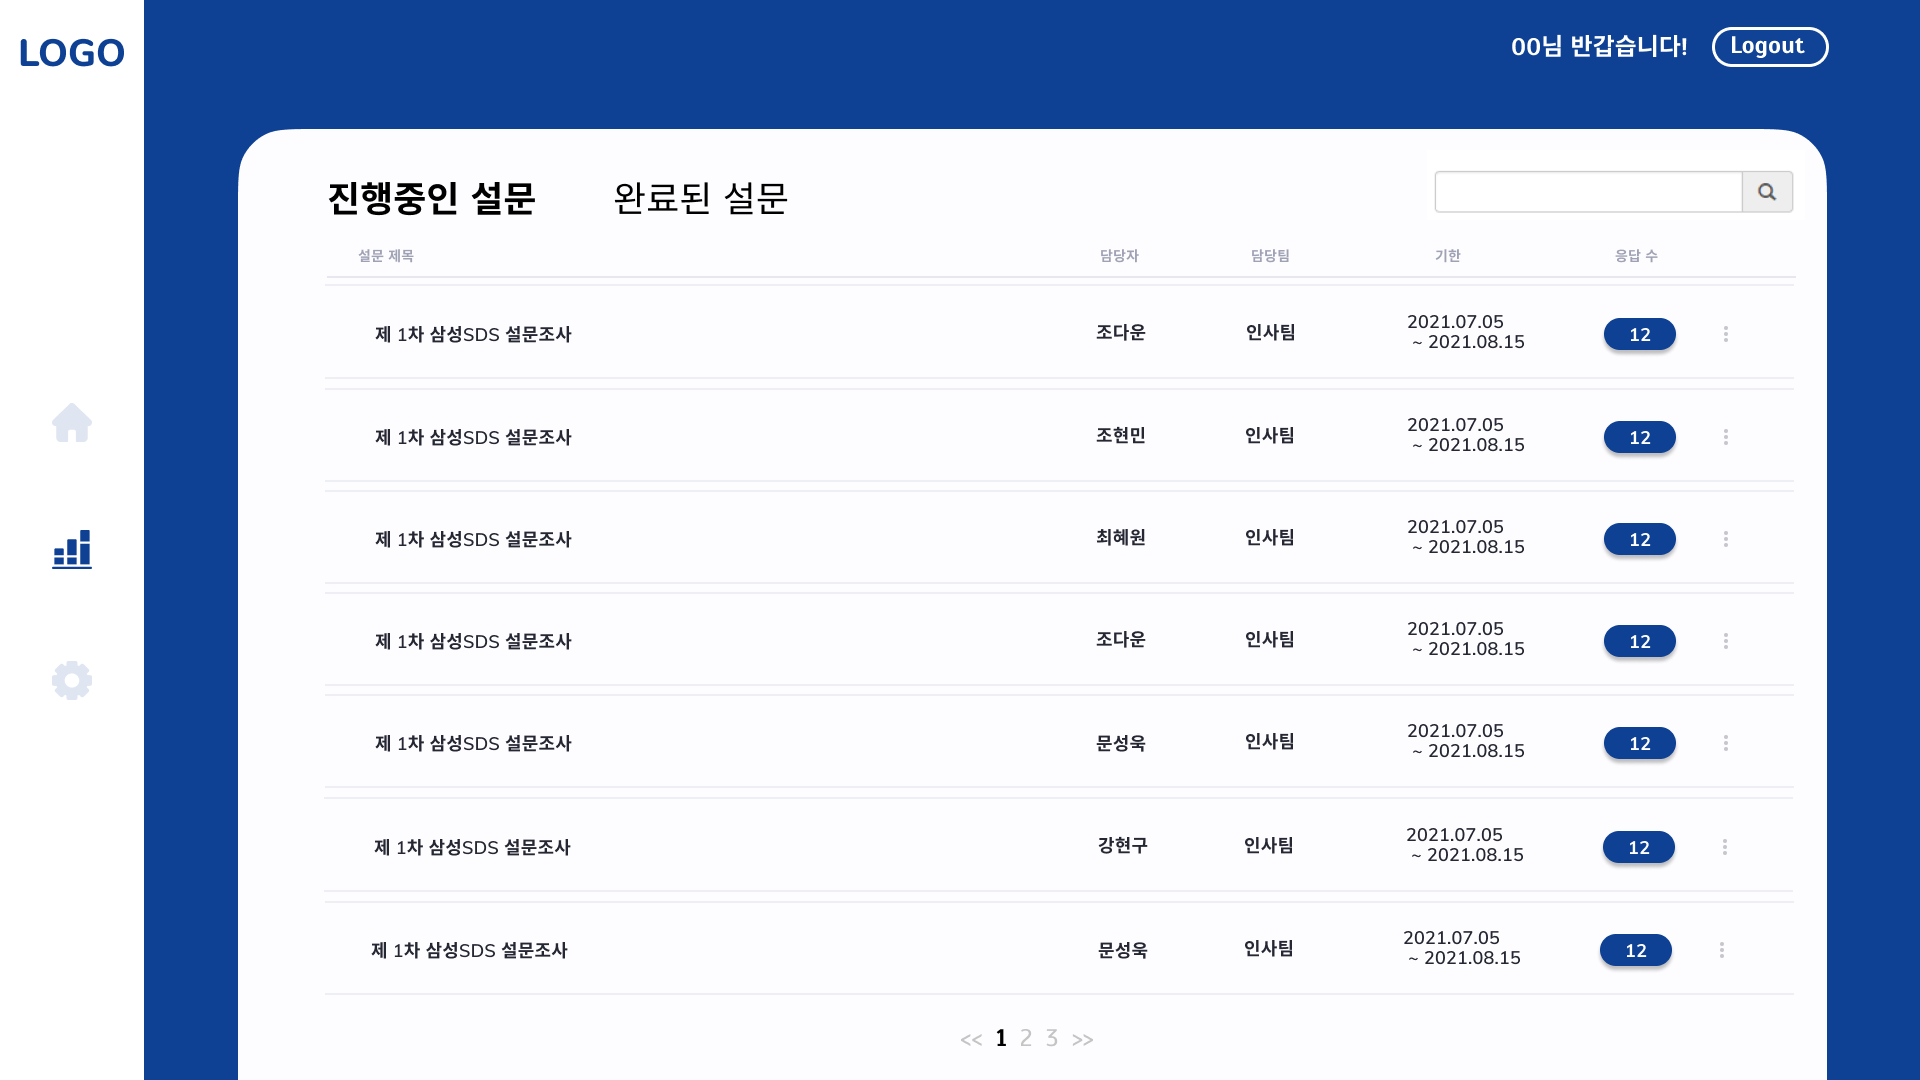 LOGO
00님 반갑습니다!
Logout
진행중인 설문
완료된 설문
설문 제목
담당자
담당팀
기한
응답 수
제 1차 삼성SDS 설문조사
조다운
인사팀
2021.07.05
~ 2021.08.15
12
제 1차 삼성SDS 설문조사
조현민
인사팀
2021.07.05
~ 2021.08.15
12
제 1차 삼성SDS 설문조사
최혜원
인사팀
2021.07.05
~ 2021.08.15
12
제 1차 삼성SDS 설문조사
조다운
인사팀
2021.07.05
~ 2021.08.15
12
제 1차 삼성SDS 설문조사
문성욱
인사팀
2021.07.05
~ 2021.08.15
12
제 1차 삼성SDS 설문조사
강현구
인사팀
2021.07.05
~ 2021.08.15
12
제 1차 삼성SDS 설문조사
문성욱
인사팀
2021.07.05
~ 2021.08.15
12
<< 1 2 3 >>